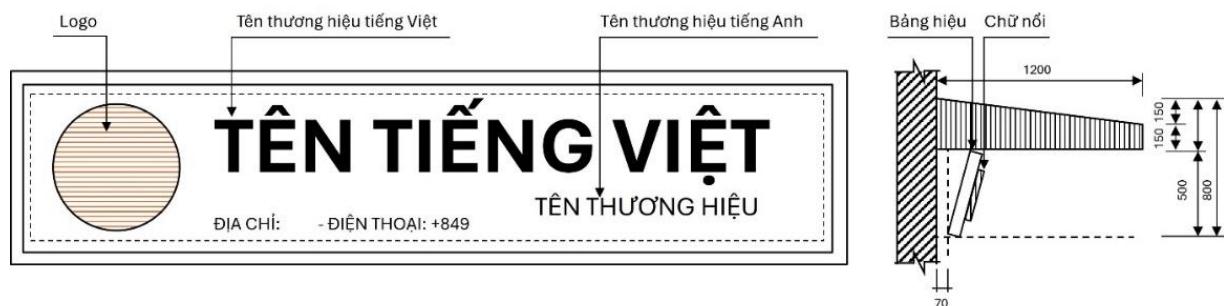 Logo
Tên thương hiệu tiếng Việt
Tên thương hiệu tiếng Anh
TÊN TIẾNG VIỆT
TÊN THƯƠNG HIỆU
ĐỊA CHỈ: - ĐIỆN THOẠI: +849
Bảng hiệu
Chữ nổi
1200
150
150
500
800
70